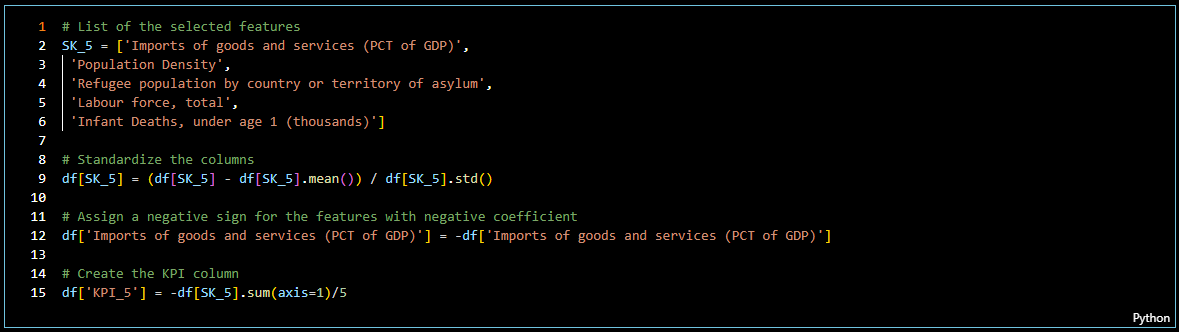 1 # List of the selected features
2 SK_5 = ['Imports of goods and services (PCT of GDP)',
3 'Population Density',
4 'Refugee population by country or territory of asylum',
5 'Labour force, total',
6 'Infant Deaths, under age 1 (thousands)']
7
8 # Standardize the columns
9 df[SK_5] = (df[SK_5] - df[SK_5].mean()) / df[SK_5].std()
10
11 # Assign a negative sign for the features with negative coefficient
12 df['Imports of goods and services (PCT of GDP)'] = -df['Imports of goods and services (PCT of GDP)']
13
14 # Create the KPI column
15 df['KPI_5'] = -df[SK_5].sum(axis=1)/5
Python